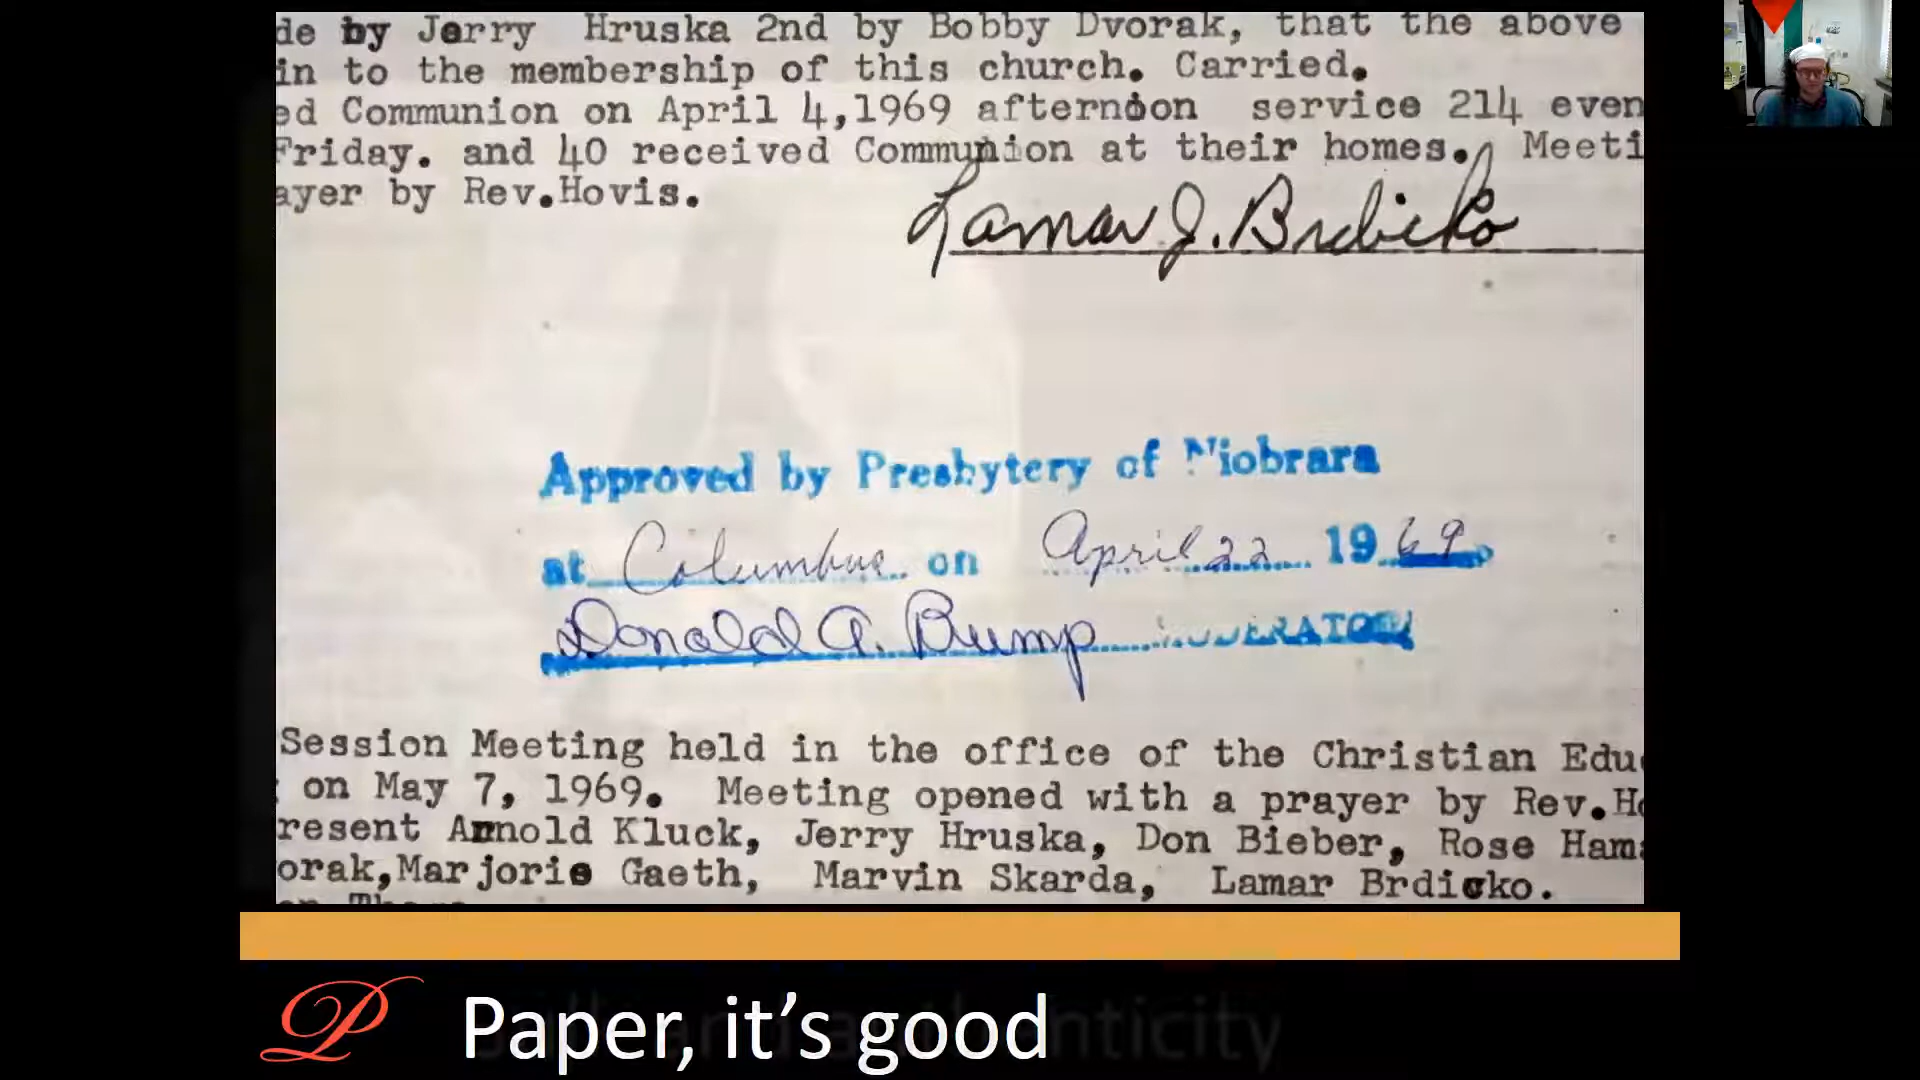 de by Jerry Hruska 2nd by Bobby Dvorak, that the above
in to the membership of this church. Carried.
ed Communion on April 4,1969 afternoon service 214 even
Friday. and 40 received Communion at their homes. Meeti
ayer by Rev.Hovis.
Lamar J. Brdicko
Approved by Presbytery of Niobrara
at Columbus on April 22 1969
Donald A. Bump MODERATOR
Session Meeting held in the office of the Christian Edu
on May 7, 1969. Meeting opened with a prayer by Rev.Ho
resent Arnold Kluck, Jerry Hruska, Don Bieber, Rose Ham
orak,Marjorie Gaeth, Marvin Skarda, Lamar Brdicko.
P Paper, it's good